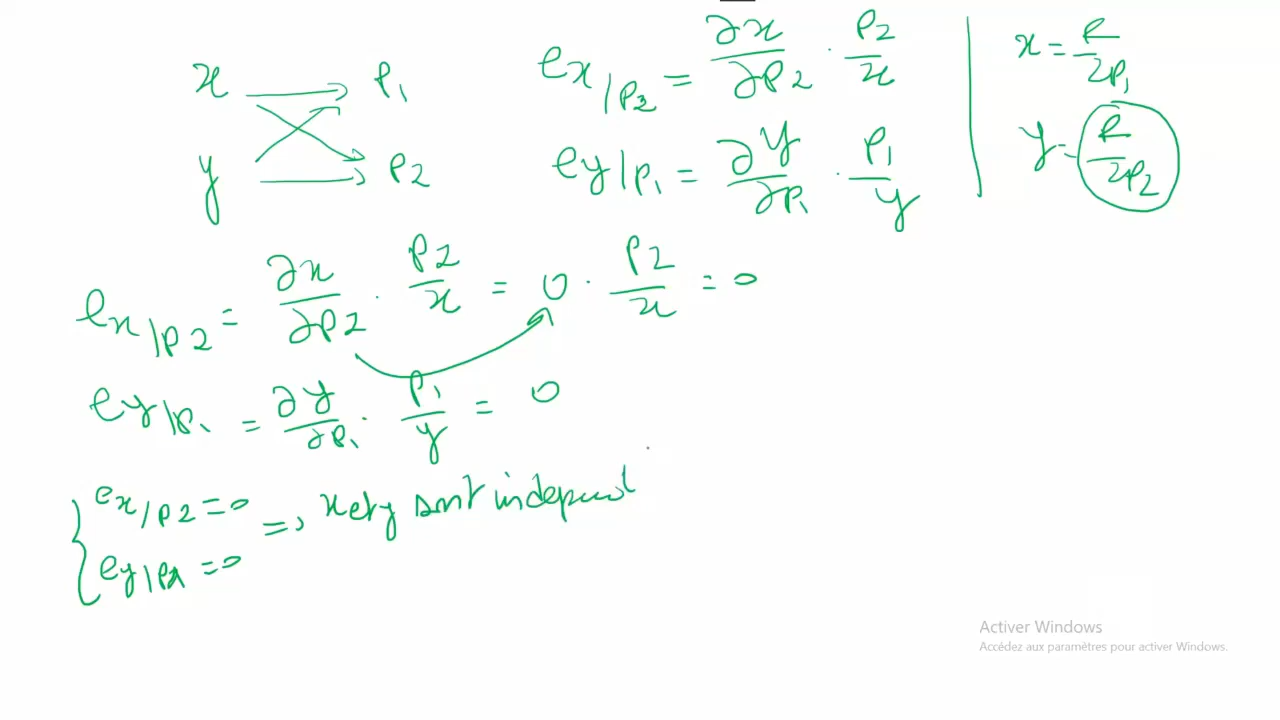 x → P1
y → P2
ex/P2 = ∂x/∂P2 · P2/x
ey/P1 = ∂y/∂P1 · P1/y
x = R/2P1
y = R/2P2
ex/P2 = ∂x/∂P2 · P2/x = 0 · P2/x = 0
ey/P1 = ∂y/∂P1 · P1/y = 0
{ ex/P2 = 0
ey/P1 = 0
=> x et y sont indépend
Activer Windows
Accédez aux paramètres pour activer Windows.